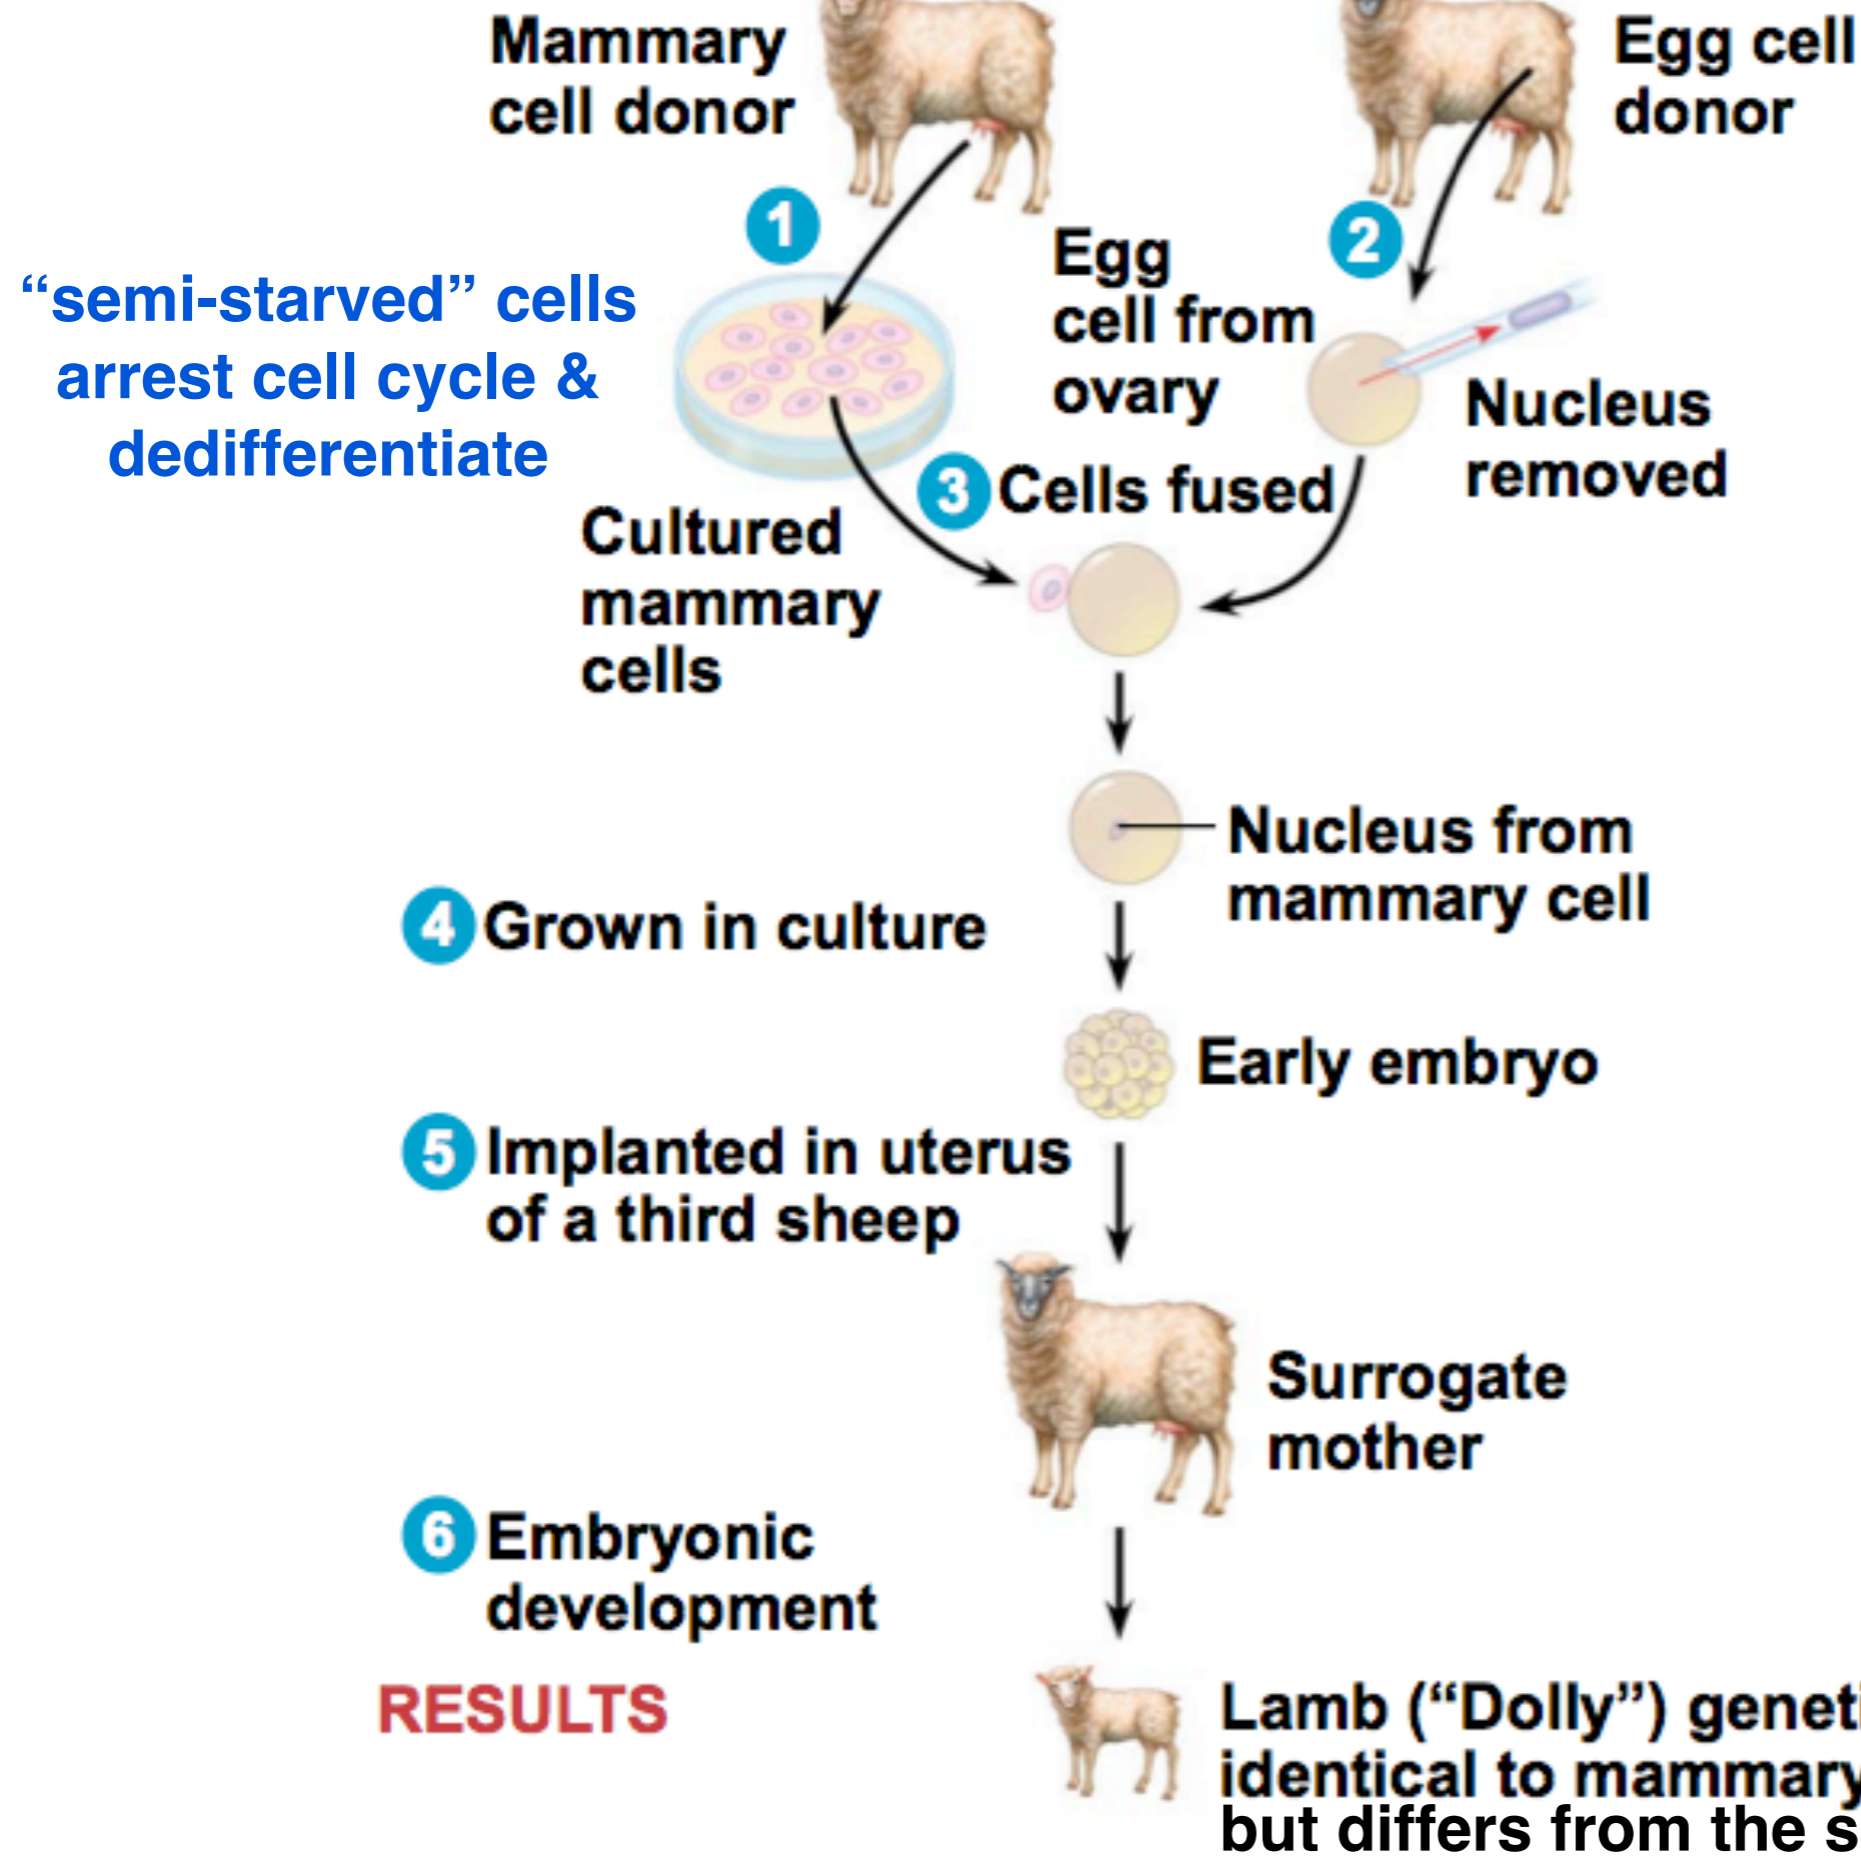 Mammary
cell donor
Egg cell
donor
1
2
“semi-starved” cells
arrest cell cycle &
dedifferentiate
Egg
cell from
ovary
Nucleus
removed
3 Cells fused
Cultured
mammary
cells
Nucleus from
mammary cell
4 Grown in culture
Early embryo
5 Implanted in uterus
of a third sheep
Surrogate
mother
6 Embryonic
development
RESULTS
Lamb (“Dolly”)
identical to mammary
but differs from the